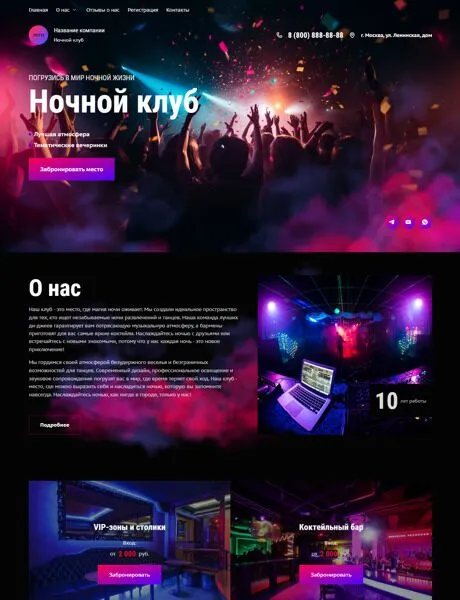 Главная О нас Отзывы о нас Регистрация Контакты
ЛОГО Название компании
Ночной клуб
8 (800) 888-88-88 г. Москва, ул. Ленинская, дом
ПОГРУЗИСЬ В МИР НОЧНОЙ ЖИЗНИ
Ночной клуб
Лучшая атмосфера
Тематические вечеринки
Забронировать место
О нас
Наш клуб - это место, где магия ночи оживает. Мы создали идеальное пространство
для тех, кто ищет незабываемые ночи развлечений и танцев. Наша команда лучших
ди-джеев гарантирует вам потрясающую музыкальную атмосферу, а бармены
приготовят для вас самые яркие коктейли. Наслаждайтесь ночью с друзьями или
встречайтесь с новыми знакомыми, потому что у нас каждая ночь - это новое
приключение!
Мы гордимся своей атмосферой безудержного веселья и безграничных
возможностей для танцев. Современный дизайн, профессиональное освещение и
звуковое сопровождение погрузят вас в мир, где время теряет свой ход. Наш клуб -
место, где можно выразить себя и насладиться ночью, которую вы запомните
навсегда. Наслаждайтесь ночью, как нигде в городе, только у нас!
Подробнее
10 лет работы
VIP-зоны и столики
Вход:
от 2 000 руб.
Забронировать
Коктейльный бар
от 2 000 руб.
Забронировать